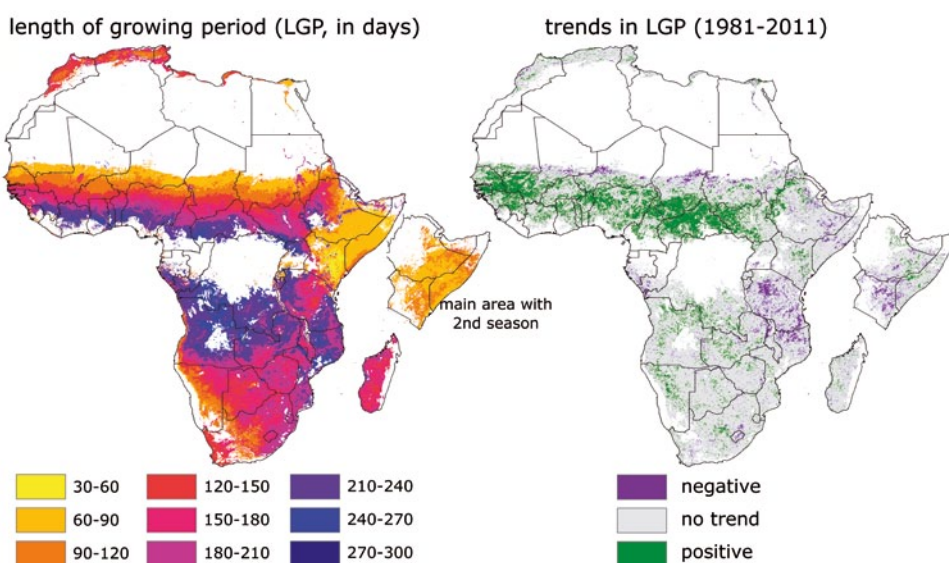 length of growing period (LGP, in days)
trends in LGP (1981-2011)
main area with
2nd season
30-60
120-150
210-240
negative
60-90
150-180
240-270
no trend
90-120
180-210
270-300
positive